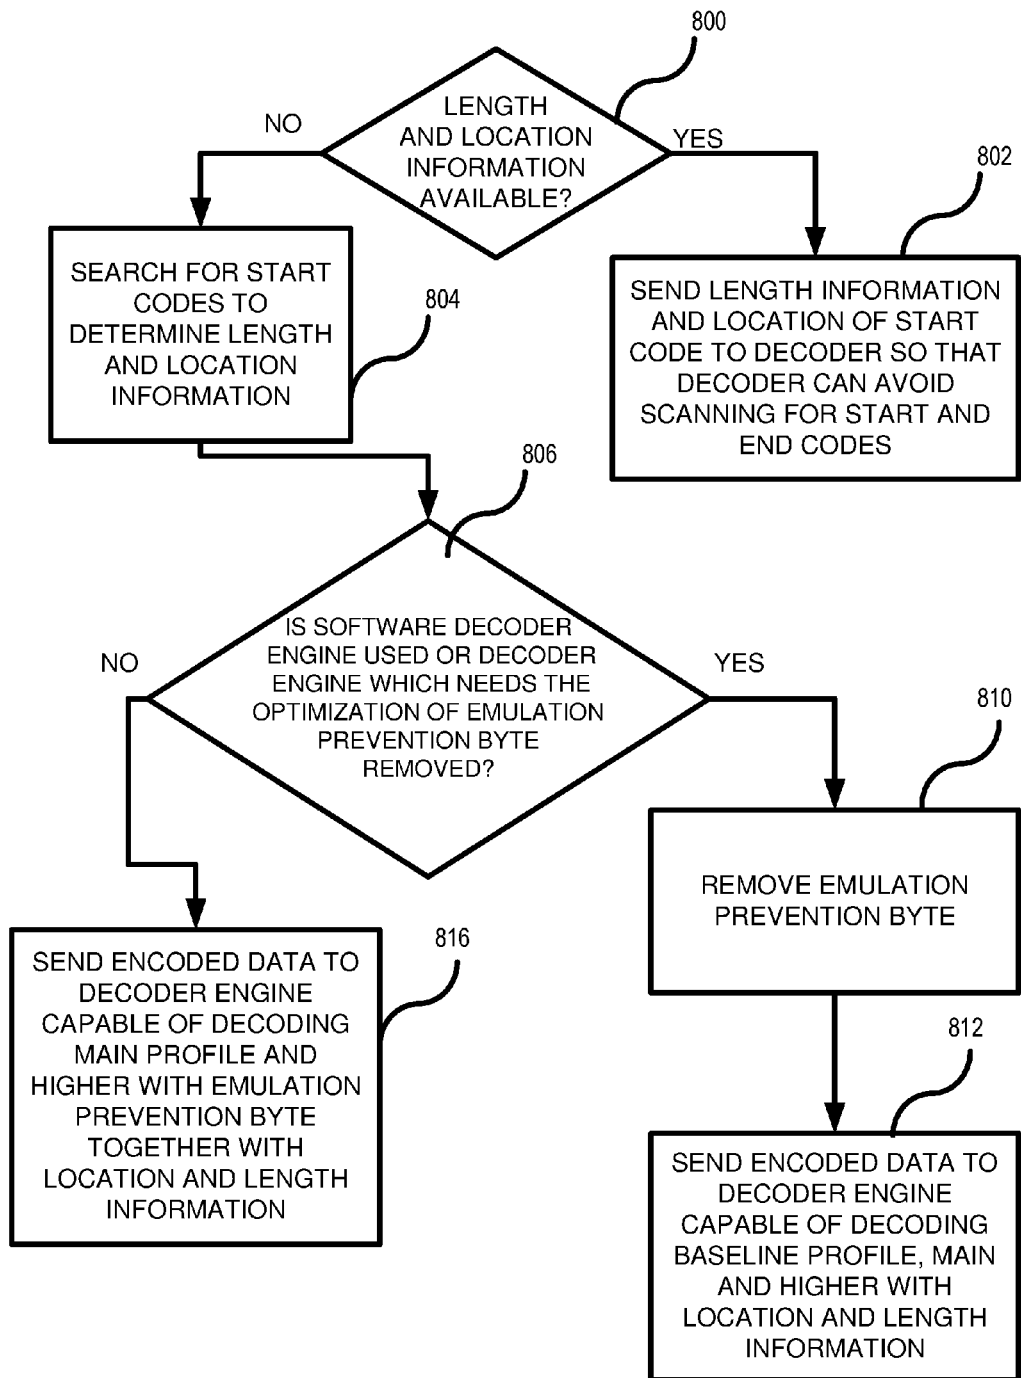 800
LENGTH
AND LOCATION
INFORMATION
AVAILABLE?
NO
YES
802
SEND LENGTH INFORMATION
AND LOCATION OF START
CODE TO DECODER SO THAT
DECODER CAN AVOID
SCANNING FOR START AND
END CODES
SEARCH FOR START
CODES TO
DETERMINE LENGTH
AND LOCATION
INFORMATION
804
806
IS SOFTWARE DECODER
ENGINE USED OR DECODER
ENGINE WHICH NEEDS THE
OPTIMIZATION OF EMULATION
PREVENTION BYTE
REMOVED?
NO
YES
810
REMOVE EMULATION
PREVENTION BYTE
816
SEND ENCODED DATA TO
DECODER ENGINE
CAPABLE OF DECODING
MAIN PROFILE AND
HIGHER WITH EMULATION
PREVENTION BYTE
TOGETHER WITH
LOCATION AND LENGTH
INFORMATION
812
SEND ENCODED DATA TO
DECODER ENGINE
CAPABLE OF DECODING
BASELINE PROFILE, MAIN
AND HIGHER WITH
LOCATION AND LENGTH
INFORMATION